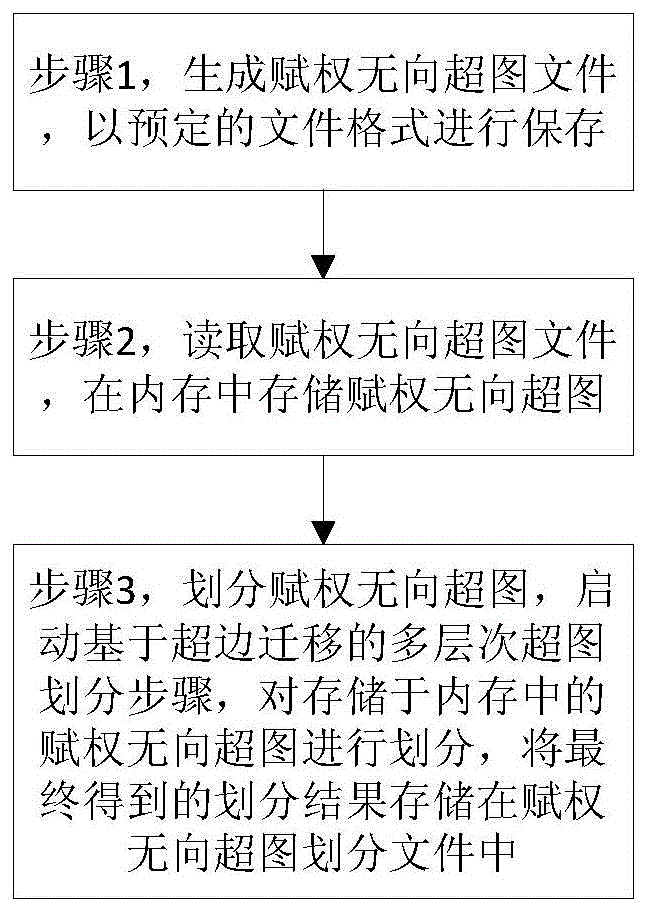 步骤1，生成赋权无向超图文件
，以预定的文件格式进行保存
步骤2，读取赋权无向超图文件
，在内存中存储赋权无向超图
步骤3，划分赋权无向超图，启
动基于超边迁移的多层次超图
划分步骤，对存储于内存中的
赋权无向超图进行划分，将最
终得到的划分结果存储在赋权
无向超图划分文件中